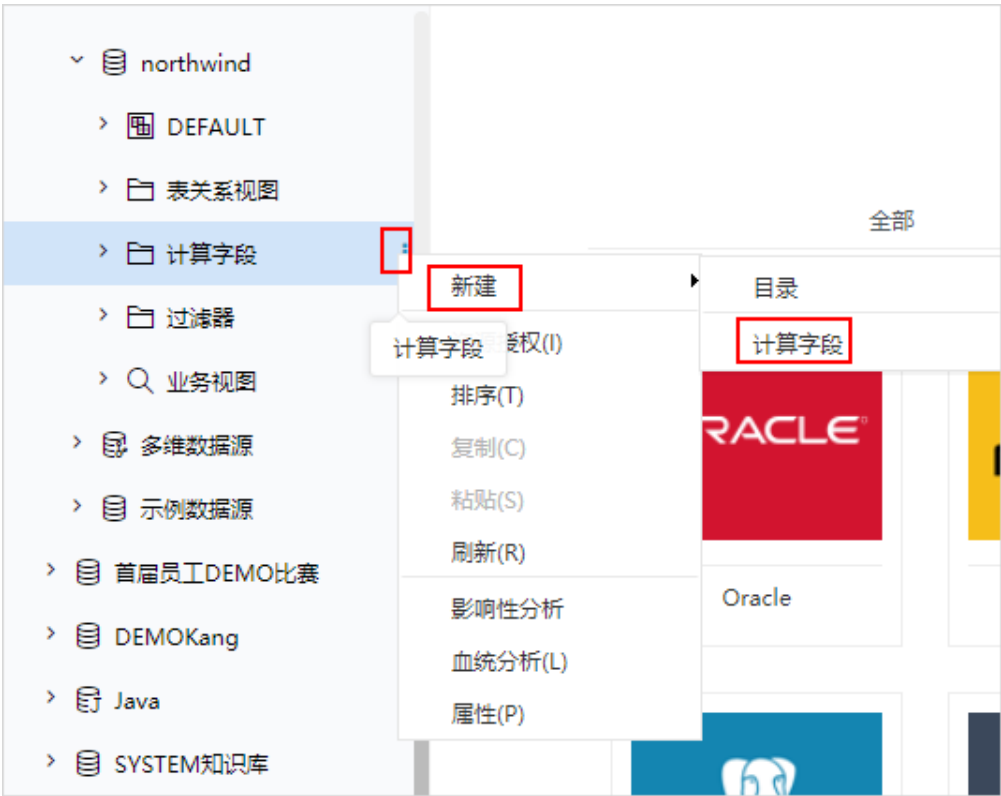 northwind
DEFAULT
表关系视图
计算字段
过滤器
业务视图
多维数据源
示例数据源
首届员工DEMO比赛
DEMOKang
Java
SYSTEM知识库
全部
新建
计算字段
授权(I)
排序(T)
复制(C)
粘贴(S)
刷新(R)
影响性分析
血统分析(L)
属性(P)
目录
计算字段
RACLE
Oracle